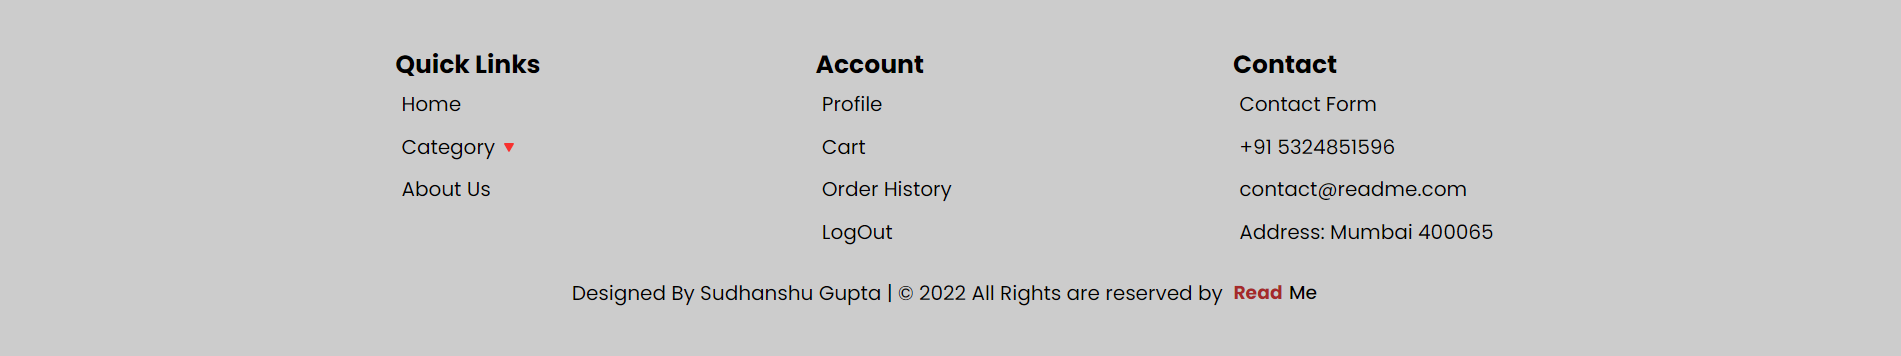 Quick Links
Home
Category
About Us
Account
Profile
Cart
Order History
LogOut
Contact
Contact Form
+91 5324851596
contact@readme.com
Address: Mumbai 400065
Designed By Sudhanshu Gupta | © 2022 All Rights are reserved by Read Me